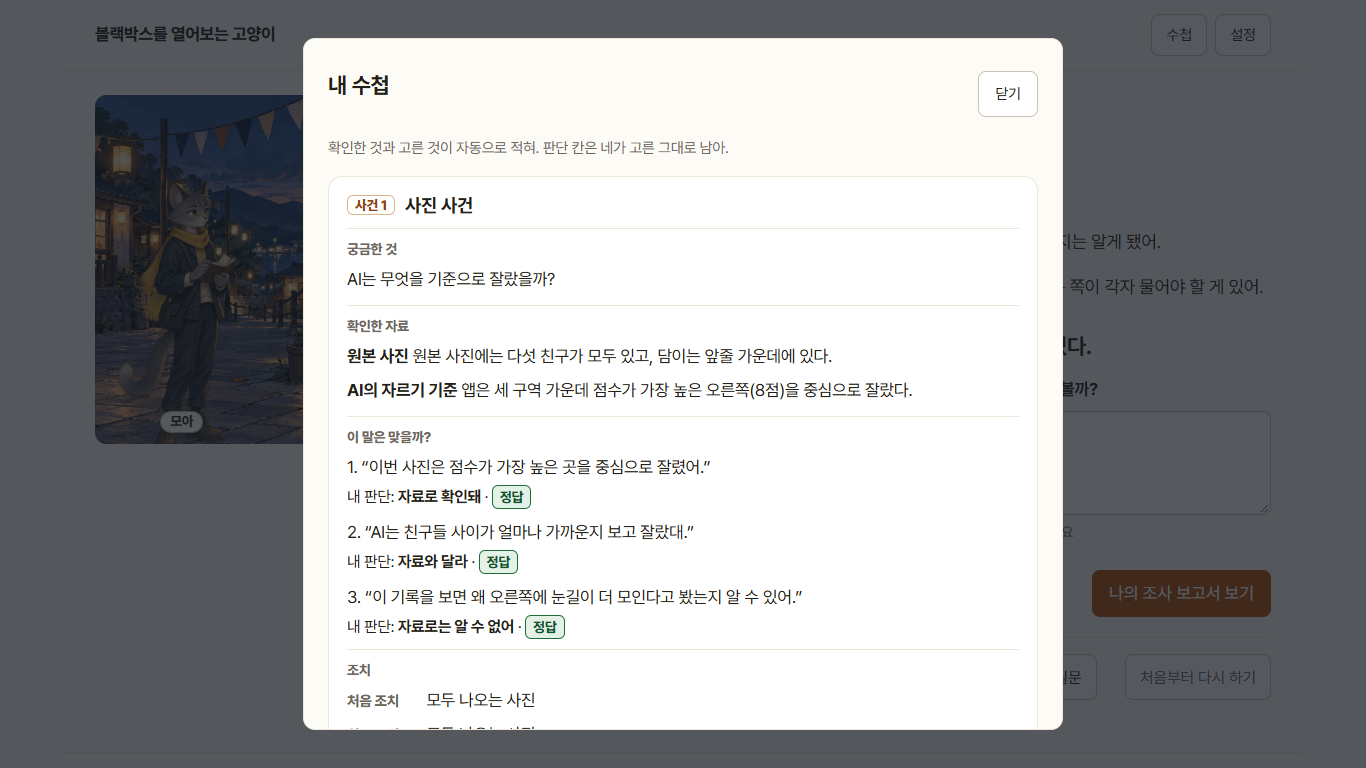 블랙박스를 열어보는 고양이
수첩
설정
내 수첩
닫기
확인한 것과 고른 것이 자동으로 적혀. 판단 칸은 네가 고른 그대로 남아.
사건 1 사진 사건
궁금한 것
AI는 무엇을 기준으로 잘랐을까?
확인한 자료
원본 사진 원본 사진에는 다섯 친구가 모두 있고, 담이는 앞줄 가운데에 있다.
AI의 자르기 기준 앱은 세 구역 가운데 점수가 가장 높은 오른쪽(8점)을 중심으로 잘랐다.
이 말은 맞을까?
1. “이번 사진은 점수가 가장 높은 곳을 중심으로 잘렸어.”
내 판단: 자료로 확인돼 · 정답
2. “AI는 친구들 사이가 얼마나 가까운지 보고 잘랐대.”
내 판단: 자료와 달라 · 정답
3. “이 기록을 보면 왜 오른쪽에 눈길이 더 모인다고 봤는지 알 수 있어.”
내 판단: 자료로는 알 수 없어 · 정답
조치
처음 조치 모두 나오는 사진
모아
지는 알게 됐어.
쪽이 각자 물어야 할 게 있어.
다.
볼까?
요
나의 조사 보고서 보기
질문
처음부터 다시 하기